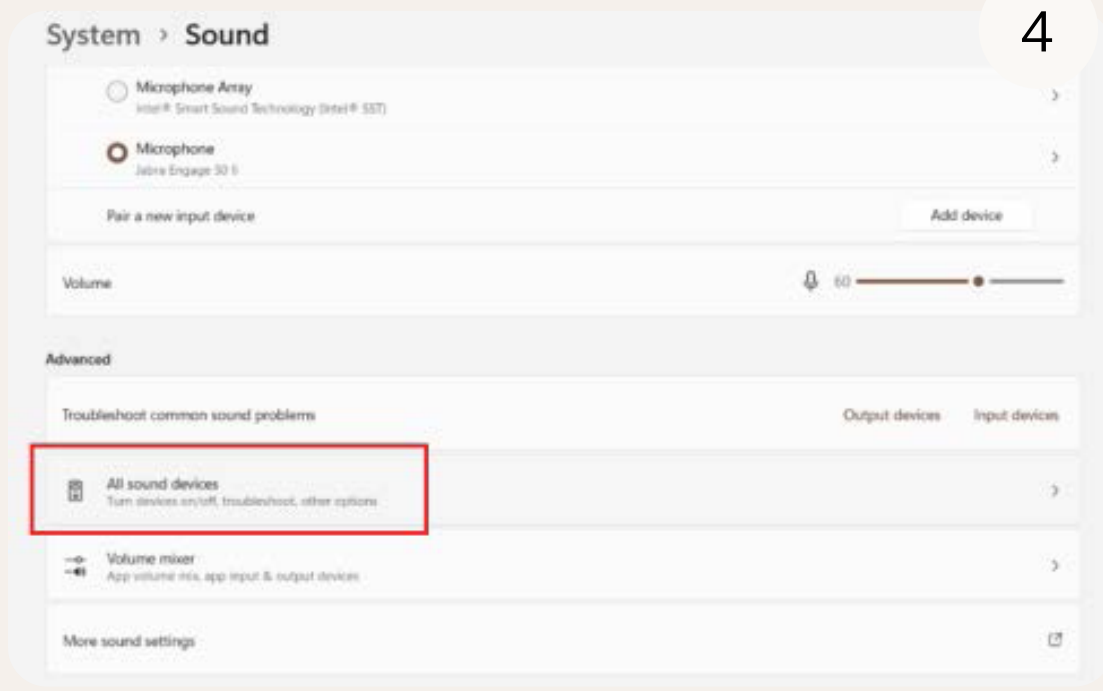 System > Sound
4
Microphone Array
Intel® Smart Sound Technology (Intel® SST)
Microphone
Jabra Engage 50 II
Pair a new input device
Add device
Volume
60
Advanced
Troubleshoot common sound problems
Output devices
Input devices
All sound devices
Turn devices on/off, troubleshoot, other options
Volume mixer
App volume mix, app input & output devices
More sound settings